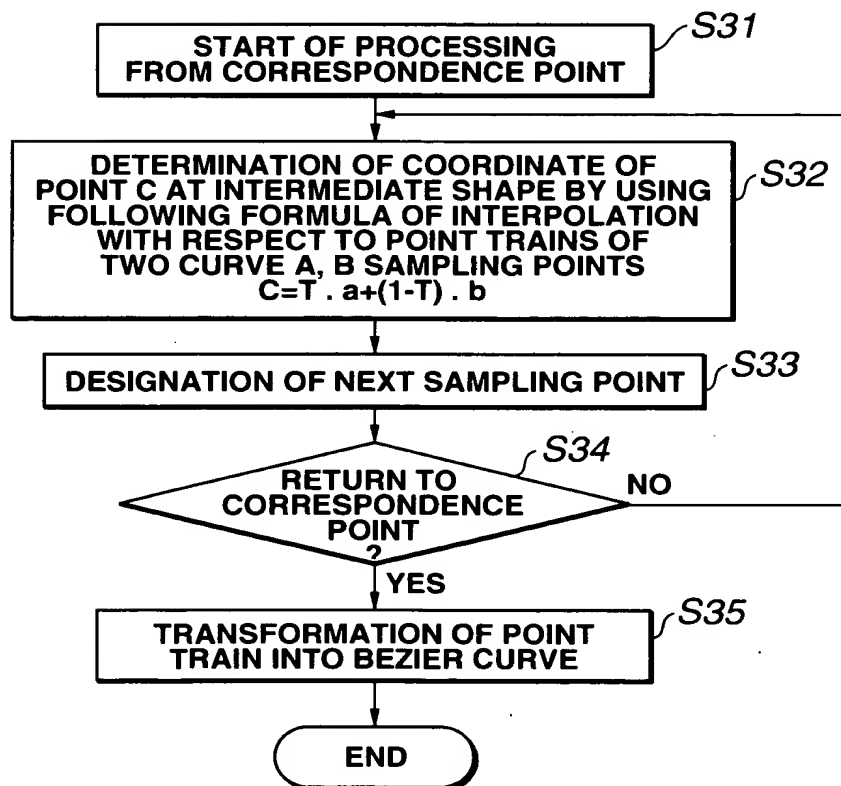 S31
START OF PROCESSING
FROM CORRESPONDENCE POINT
S32
DETERMINATION OF COORDINATE OF
POINT C AT INTERMEDIATE SHAPE BY USING
FOLLOWING FORMULA OF INTERPOLATION
WITH RESPECT TO POINT TRAINS OF
TWO CURVE A, B SAMPLING POINTS
C=T . a+(1-T) . b
S33
DESIGNATION OF NEXT SAMPLING POINT
S34
RETURN TO
CORRESPONDENCE
POINT
?
NO
YES
S35
TRANSFORMATION OF POINT
TRAIN INTO BEZIER CURVE
END